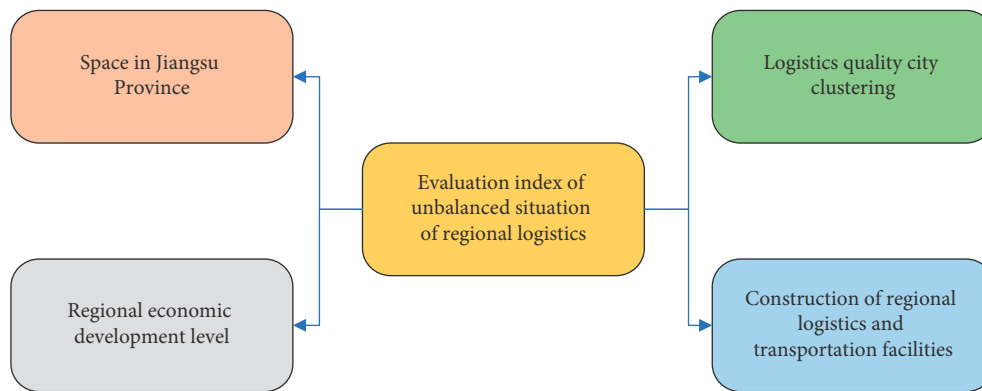 Space in Jiangsu
Province
Logistics quality city
clustering
Evaluation index of
unbalanced situation
of regional logistics
Regional economic
development level
Construction of regional
logistics and
transportation facilities